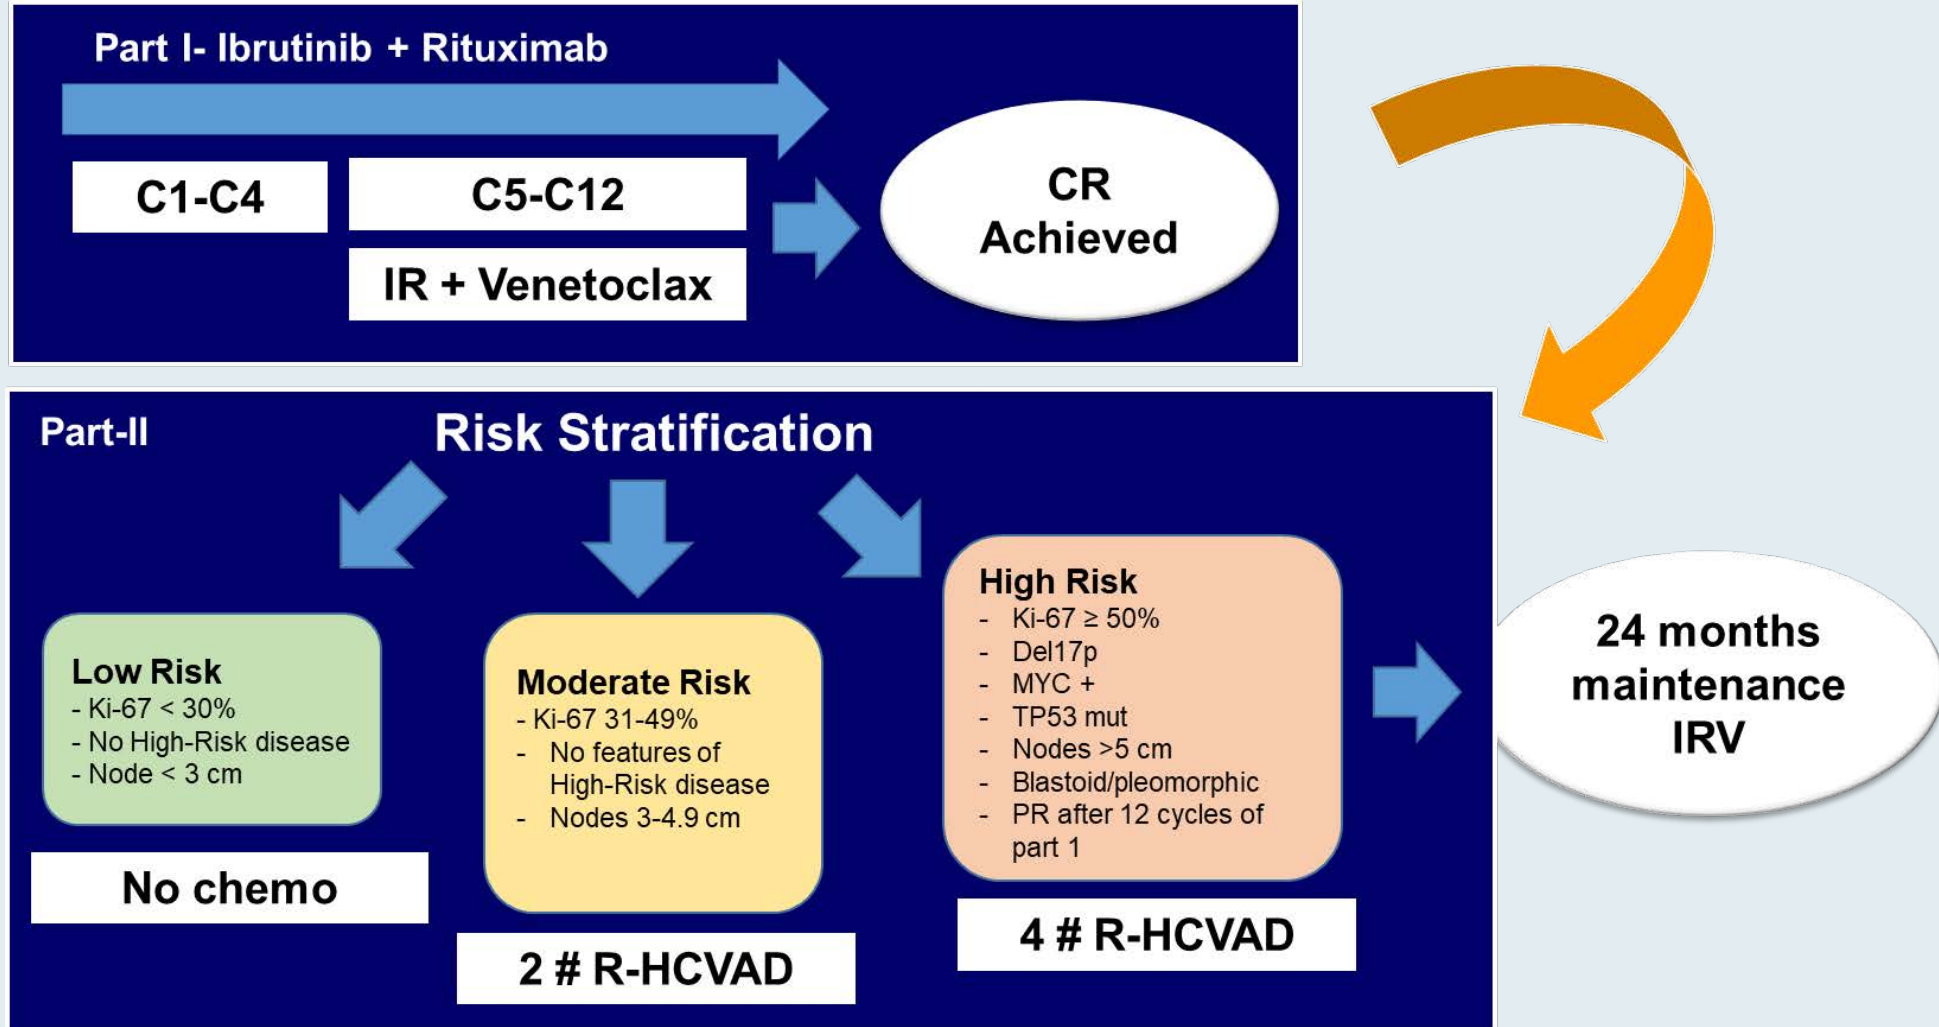 Part I- Ibrutinib + Rituximab
C1-C4
C5-C12
IR + Venetoclax
CR
Achieved
Part-II
Risk Stratification
Low Risk
- Ki-67 < 30%
- No High-Risk disease
- Node < 3 cm
No chemo
Moderate Risk
- Ki-67 31-49%
- No features of
High-Risk disease
- Nodes 3-4.9 cm
2 # R-HCVAD
High Risk
- Ki-67 ≥ 50%
- Del17p
- MYC +
- TP53 mut
- Nodes >5 cm
- Blastoid/pleomorphic
- PR after 12 cycles of
part 1
4 # R-HCVAD
24 months
maintenance
IRV